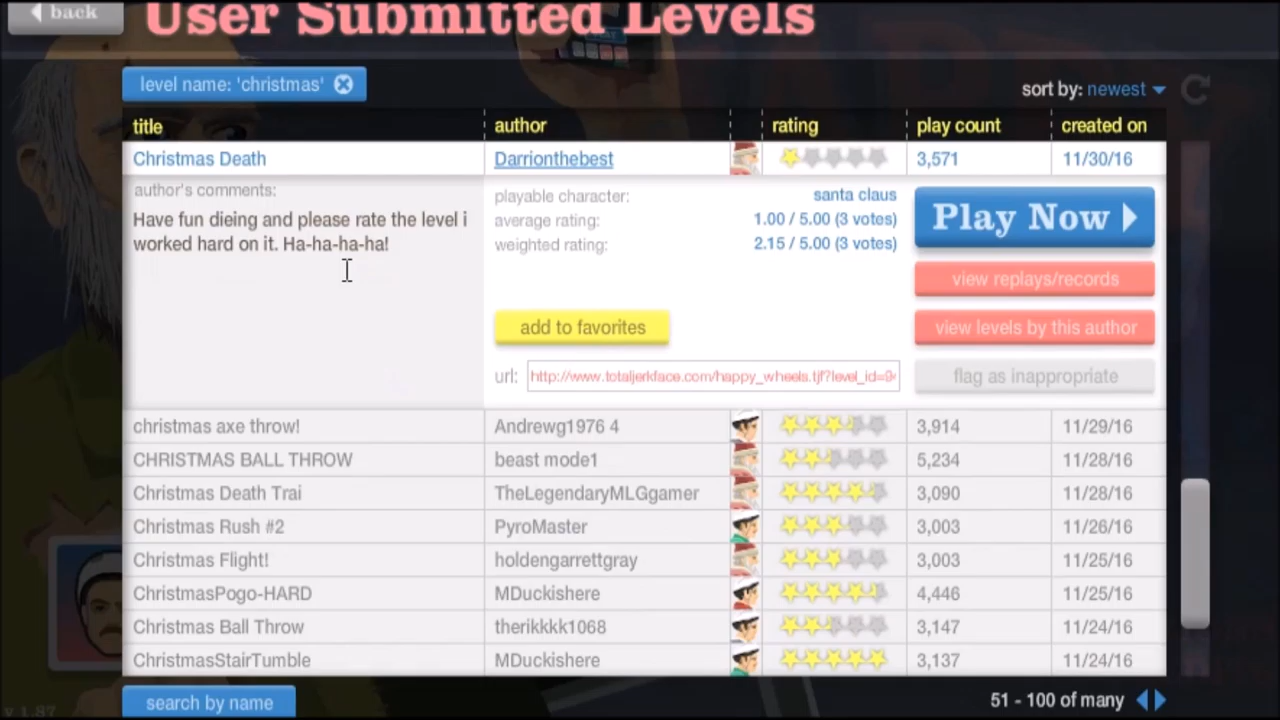 back
User Submitted Levels
level name: 'christmas'
sort by: newest
title author rating play count created on
Christmas Death Darrionthebest 3,571 11/30/16
author's comments:
Have fun dieing and please rate the level i
worked hard on it. Ha-ha-ha-ha!
playable character: santa claus
average rating: 1.00 / 5.00 (3 votes)
weighted rating: 2.15 / 5.00 (3 votes)
Play Now
view replays/records
add to favorites
view levels by this author
url: http://www.totaljerkface.com/happy_wheels.tjf?level_id=9
flag as inappropriate
christmas axe throw! Andrewg1976 4 3,914 11/29/16
CHRISTMAS BALL THROW beast mode1 5,234 11/28/16
Christmas Death Trai TheLegendaryMLGgamer 3,090 11/28/16
Christmas Rush #2 PyroMaster 3,003 11/26/16
Christmas Flight! holdengarrettgray 3,003 11/25/16
ChristmasPogo-HARD MDuckishere 4,446 11/25/16
Christmas Ball Throw therikkkk1068 3,147 11/24/16
ChristmasStairTumble MDuckishere 3,137 11/24/16
search by name
51 - 100 of many
v 1.87